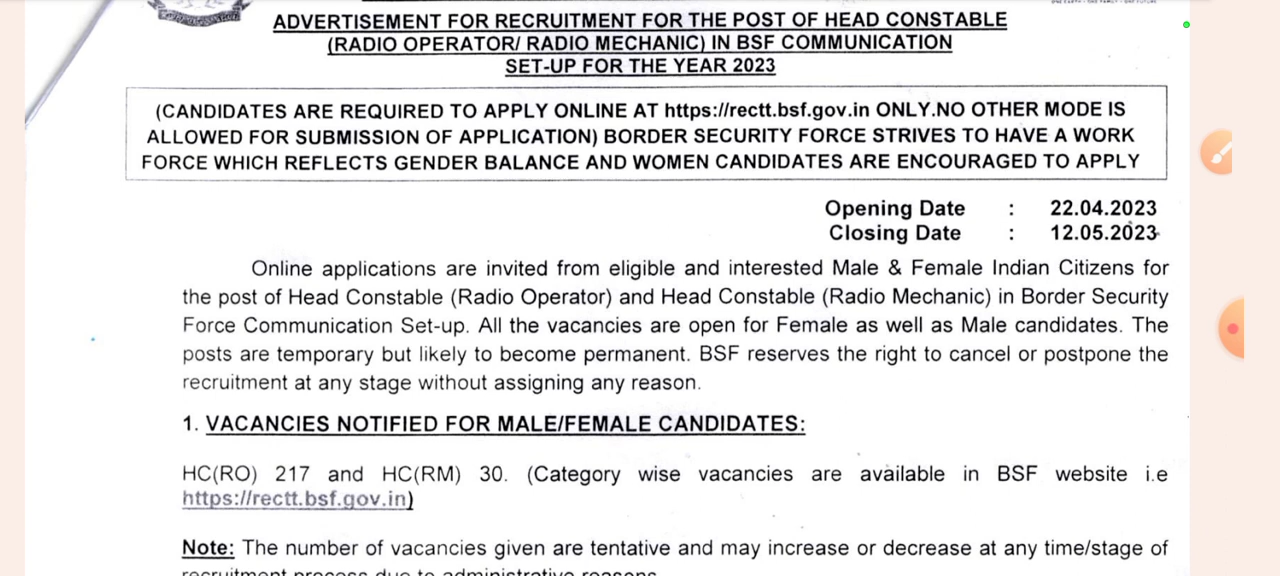 ADVERTISEMENT FOR RECRUITMENT FOR THE POST OF HEAD CONSTABLE
(RADIO OPERATOR/ RADIO MECHANIC) IN BSF COMMUNICATION
SET-UP FOR THE YEAR 2023
(CANDIDATES ARE REQUIRED TO APPLY ONLINE AT https://rectt.bsf.gov.in ONLY.NO OTHER MODE IS
ALLOWED FOR SUBMISSION OF APPLICATION) BORDER SECURITY FORCE STRIVES TO HAVE A WORK
FORCE WHICH REFLECTS GENDER BALANCE AND WOMEN CANDIDATES ARE ENCOURAGED TO APPLY
Opening Date : 22.04.2023
Closing Date : 12.05.2023
Online applications are invited from eligible and interested Male & Female Indian Citizens for
the post of Head Constable (Radio Operator) and Head Constable (Radio Mechanic) in Border Security
Force Communication Set-up. All the vacancies are open for Female as well as Male candidates. The
posts are temporary but likely to become permanent. BSF reserves the right to cancel or postpone the
recruitment at any stage without assigning any reason.
1. VACANCIES NOTIFIED FOR MALE/FEMALE CANDIDATES:
HC(RO) 217 and HC(RM) 30. (Category wise vacancies are available in BSF website i.e
https://rectt.bsf.gov.in)
Note: The number of vacancies given are tentative and may increase or decrease at any time/stage of
recruitment process due to administrative reasons.